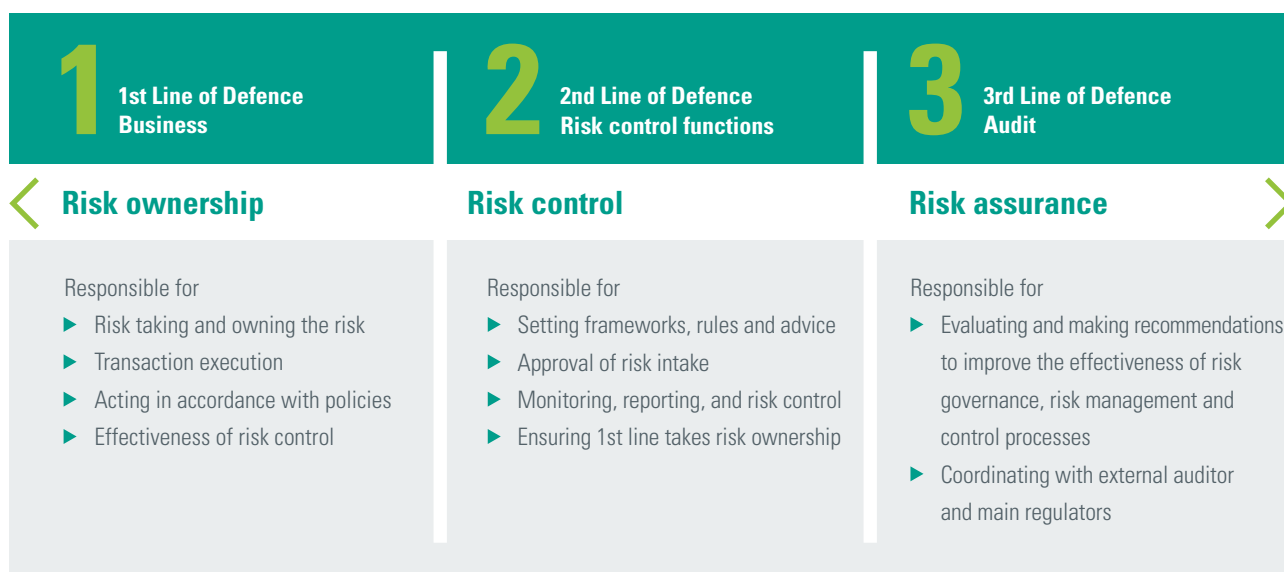 1
1st Line of Defence
Business
Risk ownership
Responsible for
Risk taking and owning the risk
Transaction execution
Acting in accordance with policies
Effectiveness of risk control
2
2nd Line of Defence
Risk control functions
Risk control
Responsible for
Setting frameworks, rules and advice
Approval of risk intake
Monitoring, reporting, and risk control
Ensuring 1st line takes risk ownership
3
3rd Line of Defence
Audit
Risk assurance
Responsible for
Evaluating and making recommendations
to improve the effectiveness of risk
governance, risk management and
control processes
Coordinating with external auditor
and main regulators